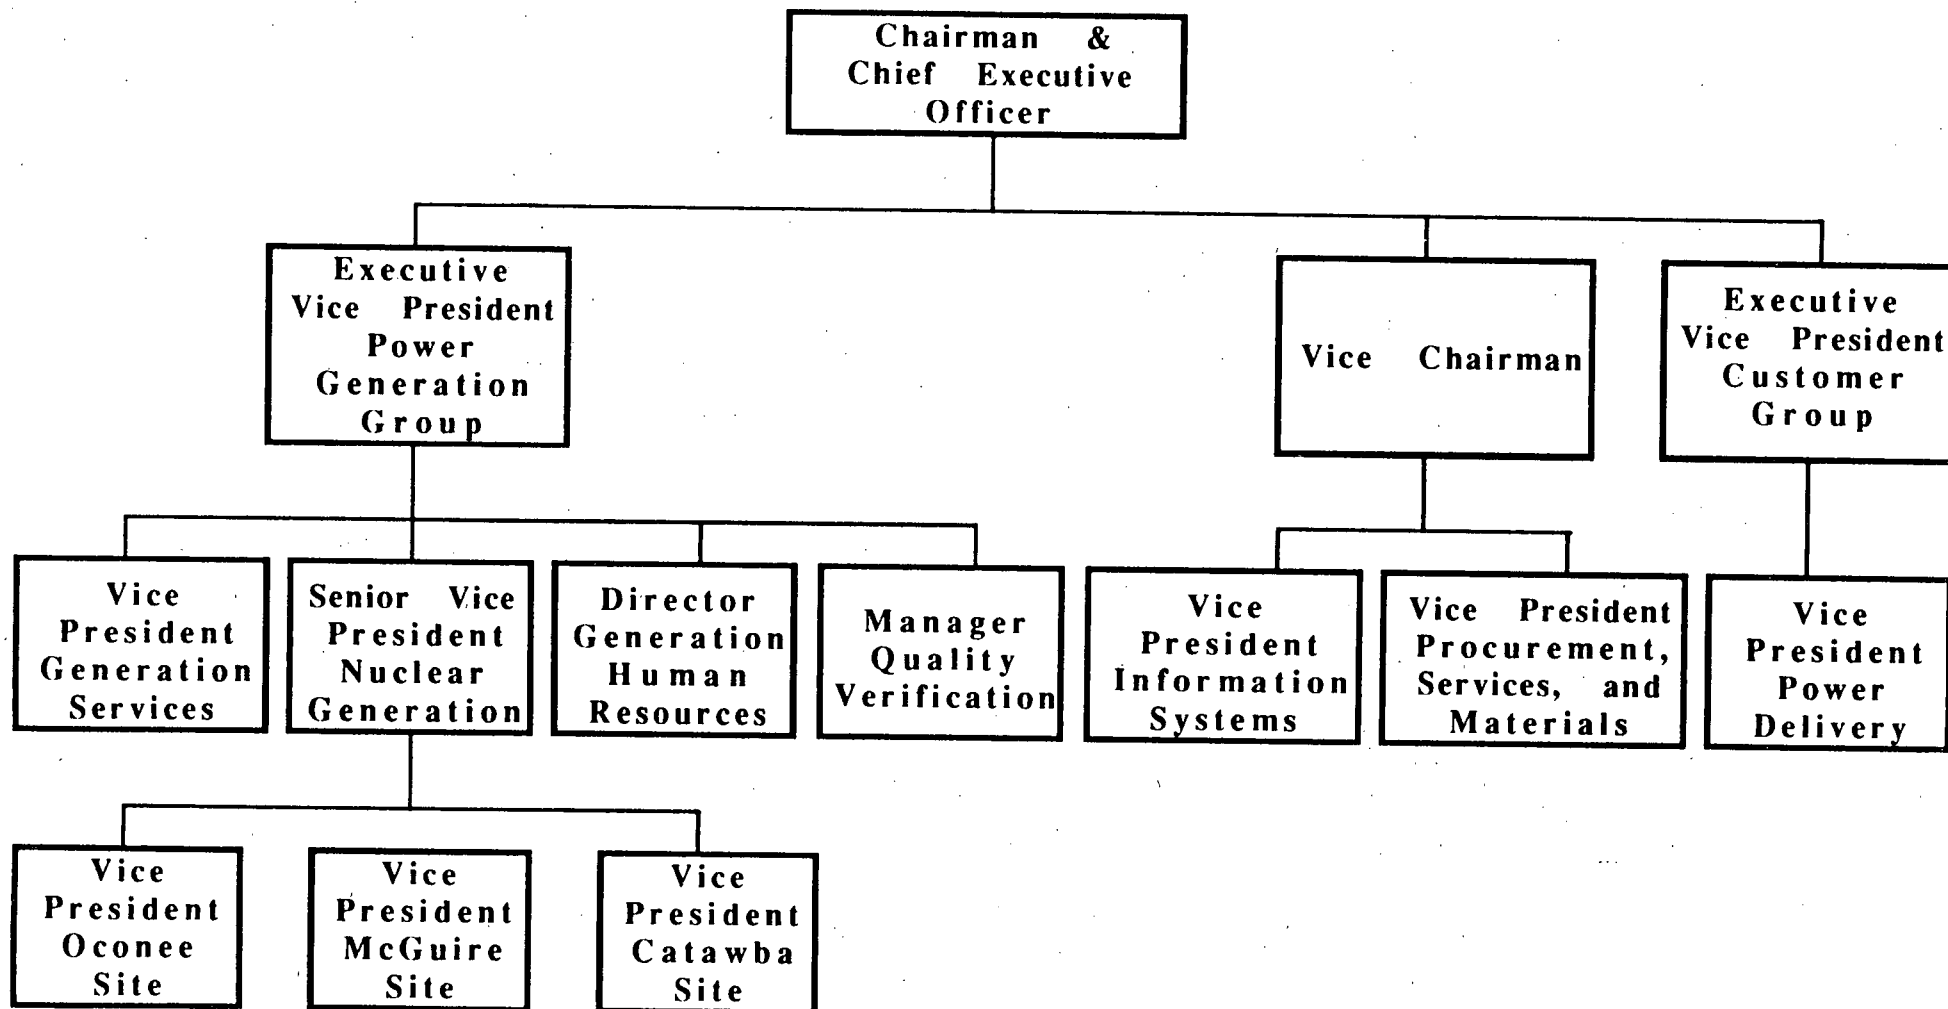 Chairman &
Chief Executive
Officer
Executive
Vice President
Power
Generation
Group
Vice Chairman
Executive
Vice President
Customer
Group
Vice
President
Generation
Services
Senior Vice
President
Nuclear
Generation
Director
Generation
Human
Resources
Manager
Quality
Verification
Vice
President
Information
Systems
Vice President
Procurement,
Services, and
Materials
Vice
President
Power
Delivery
Vice
President
Oconee
Site
Vice
President
McGuire
Site
Vice
President
Catawba
Site